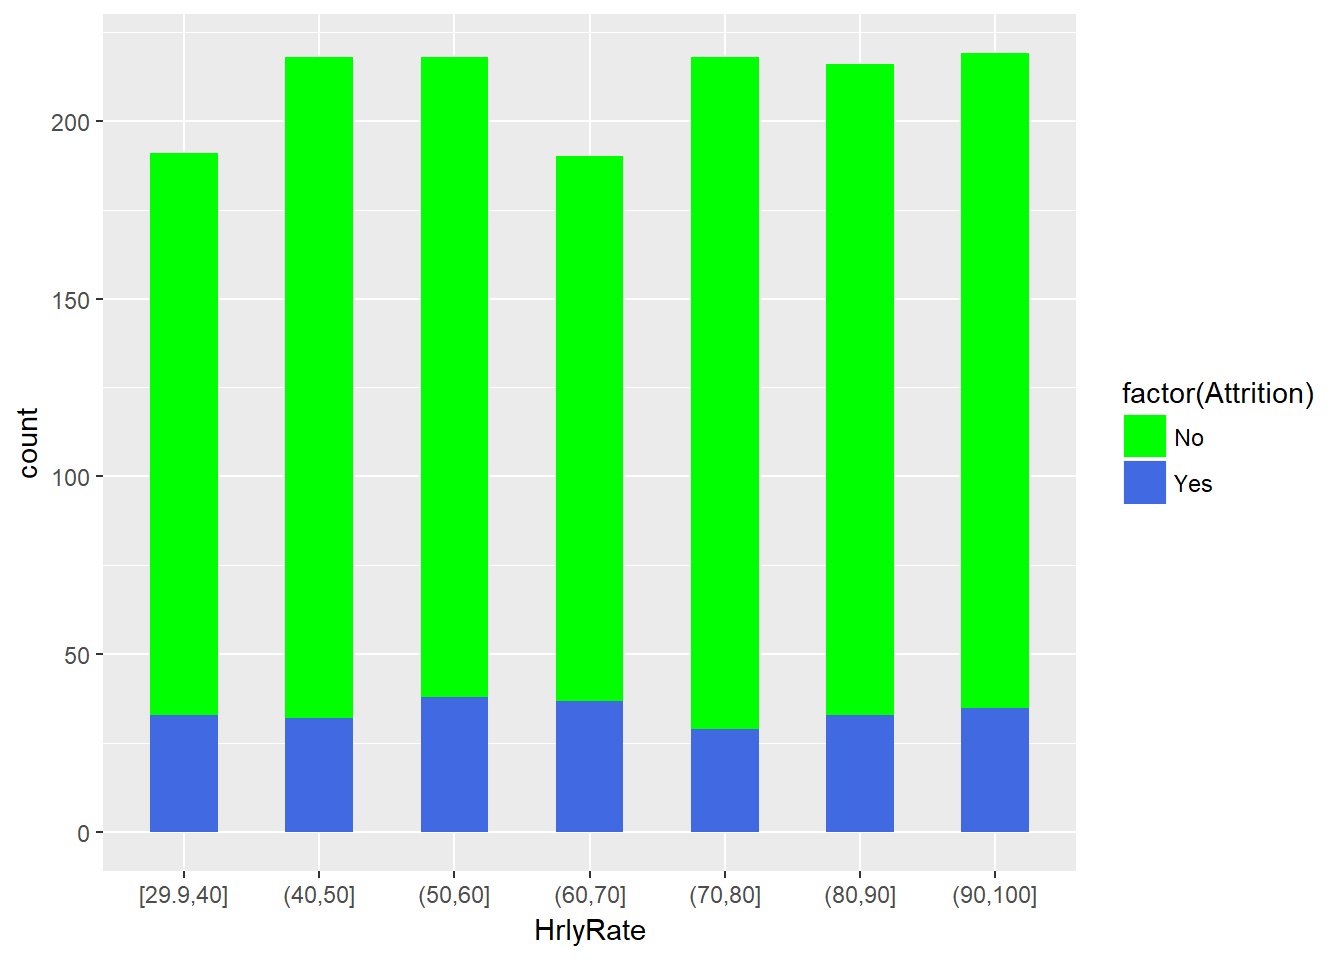 200
150
100
50
0
count
[29.9,40] (40,50] (50,60] (60,70] (70,80] (80,90] (90,100]
HrlyRate
factor(Attrition)
No
Yes